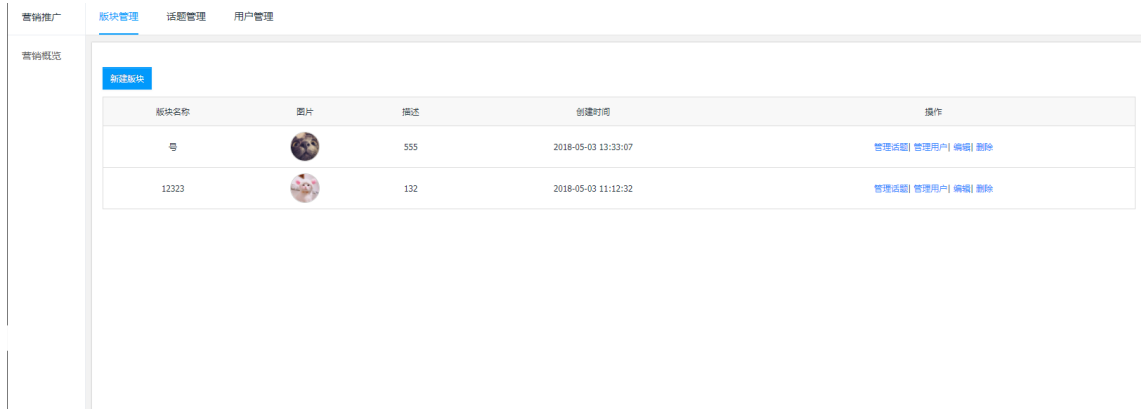 营销推广 版块管理 话题管理 用户管理
营销概览
新建版块
版块名称 图片 描述 创建时间 操作
号 555 2018-05-03 13:33:07 管理话题| 管理用户| 编辑| 删除
12323 132 2018-05-03 11:12:32 管理话题| 管理用户| 编辑| 删除